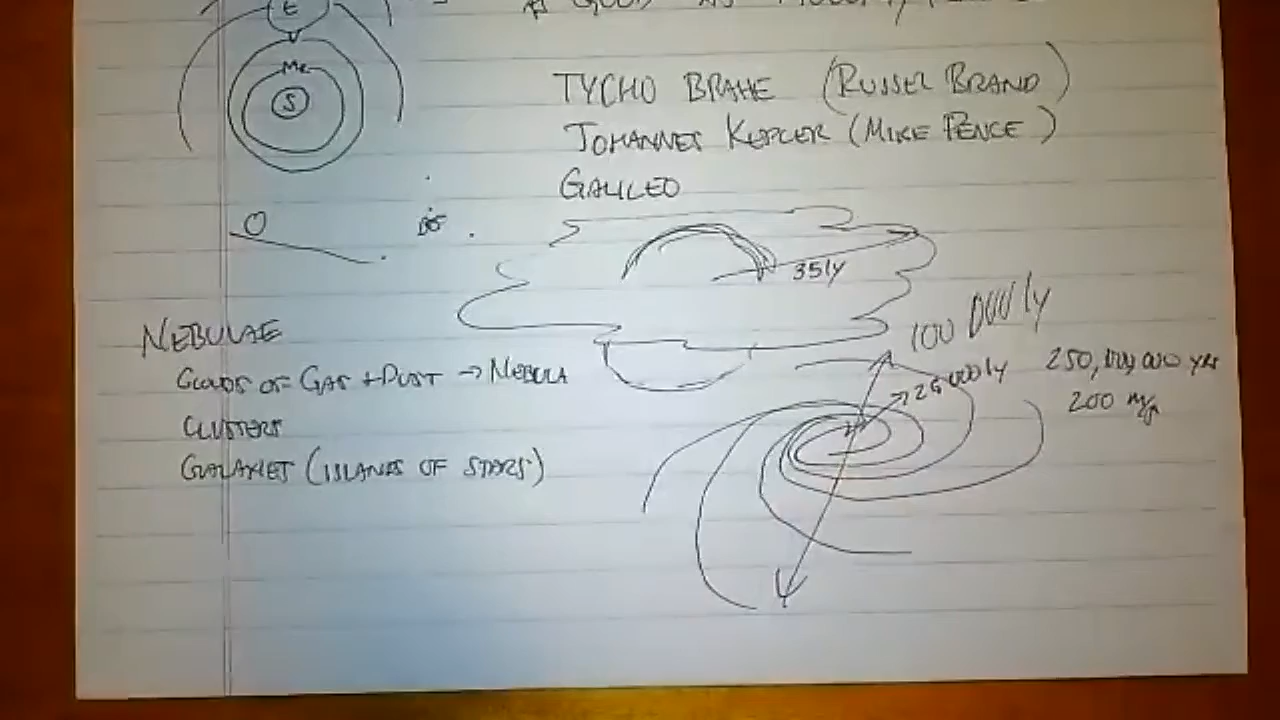 E
V
Me
S
TYCHO BRAHE (RUSSEL BRAND)
JOHANNES KEPLER (MIKE PENCE)
GALILEO
35ly
NEBULAE
CLOUDS OF GAS + DUST → NEBULA
CLUSTERS
GALAXIES (ISLANDS OF STARS)
100 000 ly
25 000 ly
250,000,000 yrs
200